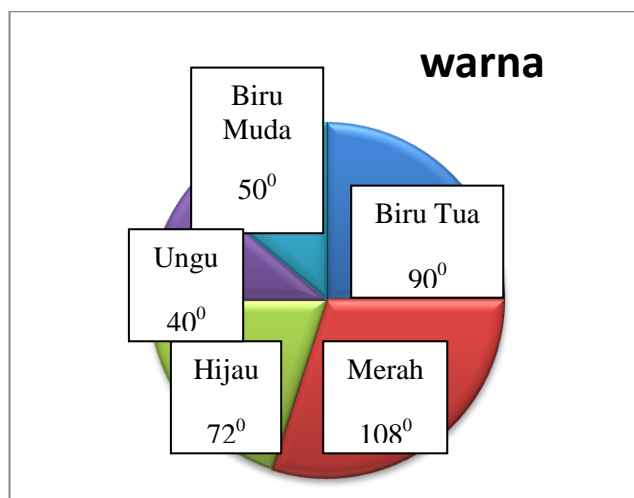 warna
Biru
Muda
50⁰
Biru Tua
90⁰
Ungu
40⁰
Hijau
72⁰
Merah
108⁰